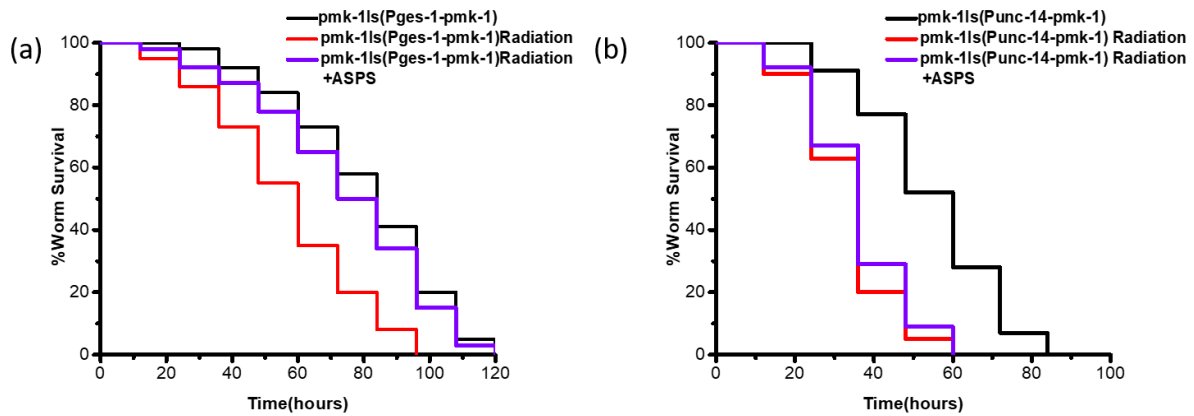 (a)
pmk-1Is(Pges-1-pmk-1)
pmk-1Is(Pges-1-pmk-1)Radiation
pmk-1Is(Pges-1-pmk-1)Radiation
+ASPS
%Worm Survival
100
80
60
40
20
0
0 20 40 60 80 100 120
Time(hours)
(b)
pmk-1Is(Punc-14-pmk-1)
pmk-1Is(Punc-14-pmk-1) Radiation
pmk-1Is(Punc-14-pmk-1) Radiation
+ASPS
%Worm Survival
100
80
60
40
20
0
0 20 40 60 80 100
Time(hours)